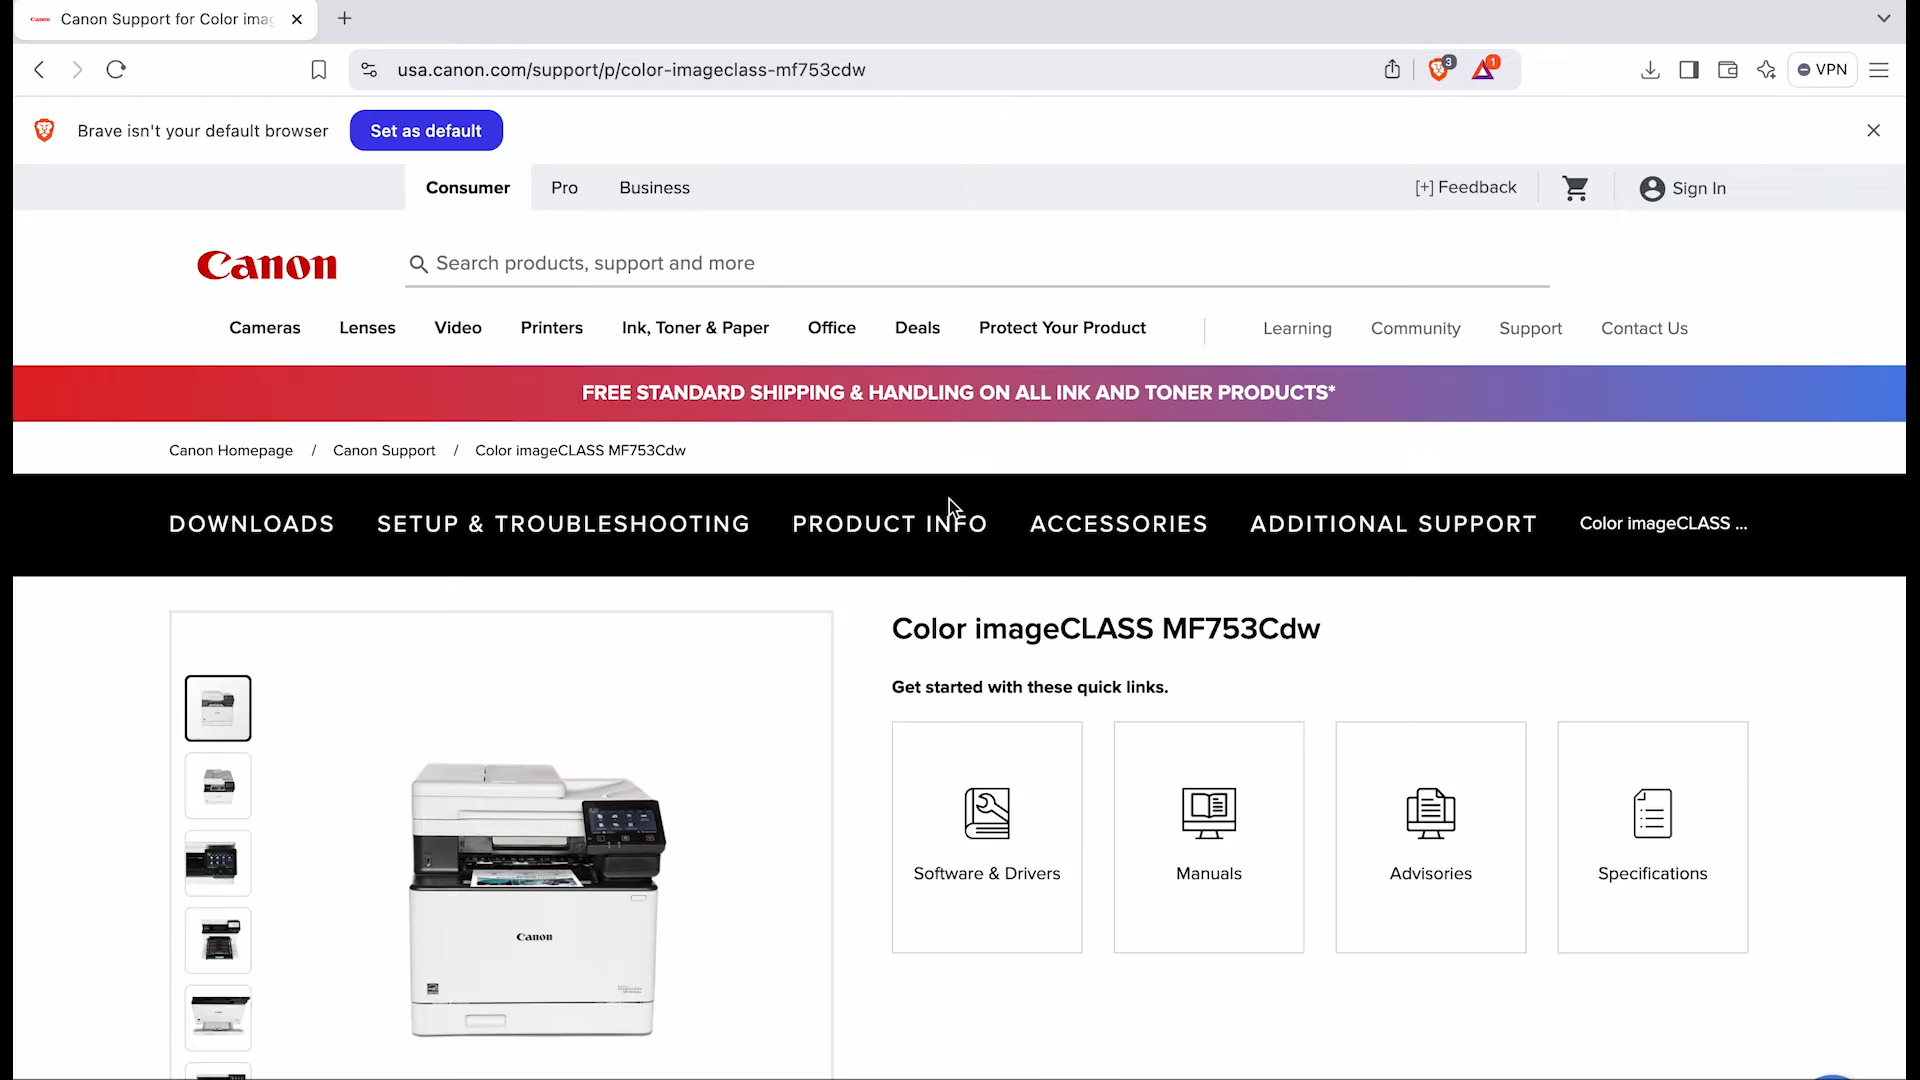 Canon Support for Color imag
usa.canon.com/support/p/color-imageclass-mf753cdw
3
1
VPN
Brave isn't your default browser
Set as default
Consumer
Pro
Business
[+] Feedback
Sign In
Canon
Search products, support and more
Cameras
Lenses
Video
Printers
Ink, Toner & Paper
Office
Deals
Protect Your Product
Learning
Community
Support
Contact Us
FREE STANDARD SHIPPING & HANDLING ON ALL INK AND TONER PRODUCTS*
Canon Homepage / Canon Support / Color imageCLASS MF753Cdw
DOWNLOADS
SETUP & TROUBLESHOOTING
PRODUCT INFO
ACCESSORIES
ADDITIONAL SUPPORT
Color imageCLASS ...
Color imageCLASS MF753Cdw
Get started with these quick links.
Software & Drivers
Manuals
Advisories
Specifications
Canon